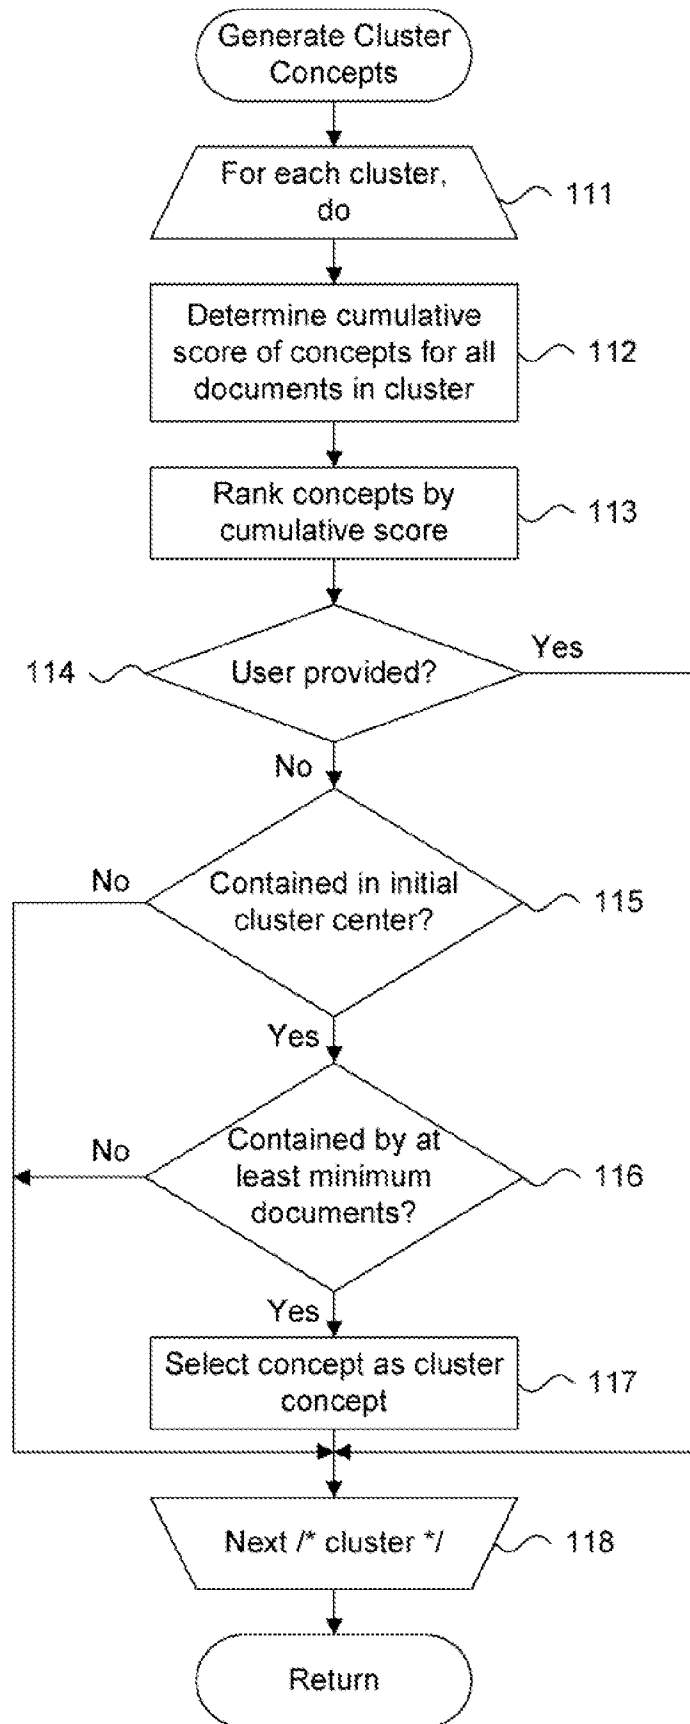 Generate Cluster
Concepts
For each cluster,
do
111
Determine cumulative
score of concepts for all
documents in cluster
112
Rank concepts by
cumulative score
113
114
User provided?
Yes
No
No
Contained in initial
cluster center?
115
Yes
No
Contained by at
least minimum
documents?
116
Yes
Select concept as cluster
concept
117
Next /* cluster */
118
Return